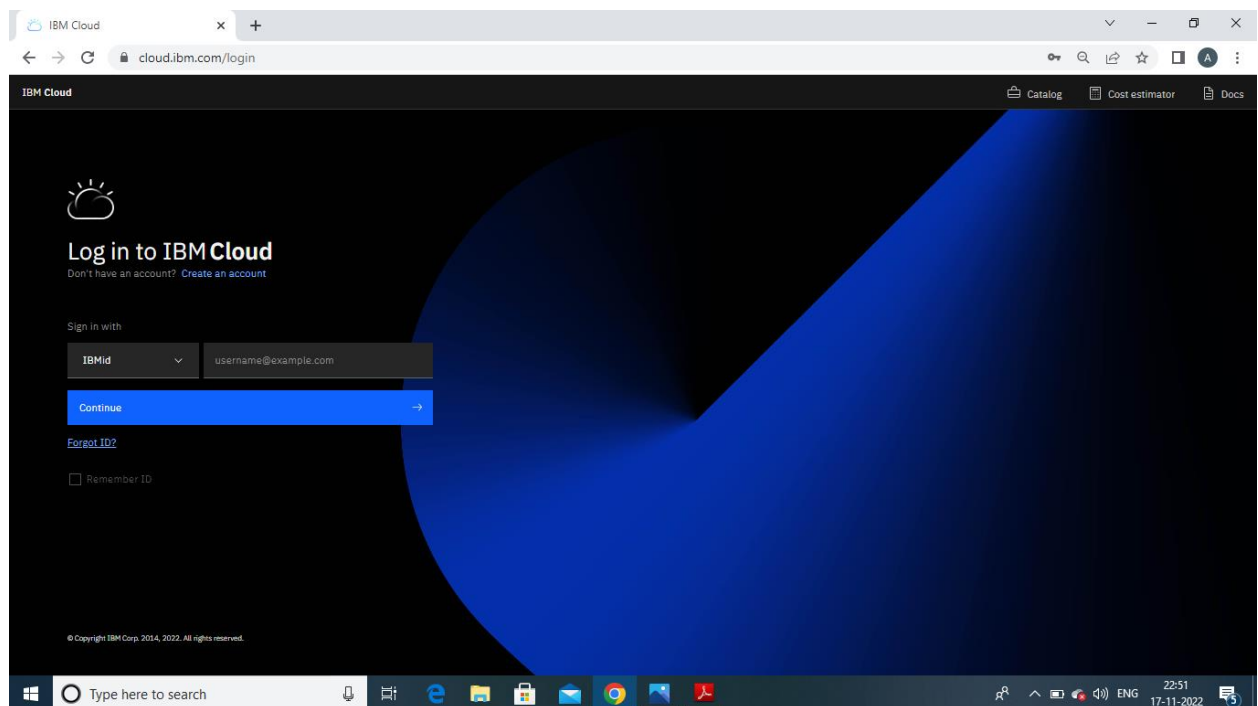 IBM Cloud
cloud.ibm.com/login
A
IBM Cloud
Catalog
Cost estimator
Docs
Log in to IBM Cloud
Don't have an account? Create an account
Sign in with
IBMid
username@example.com
Continue
Forgot ID?
Remember ID
© Copyright IBM Corp. 2014, 2022. All rights reserved.
Type here to search
ENG
22:51
17-11-2022
5